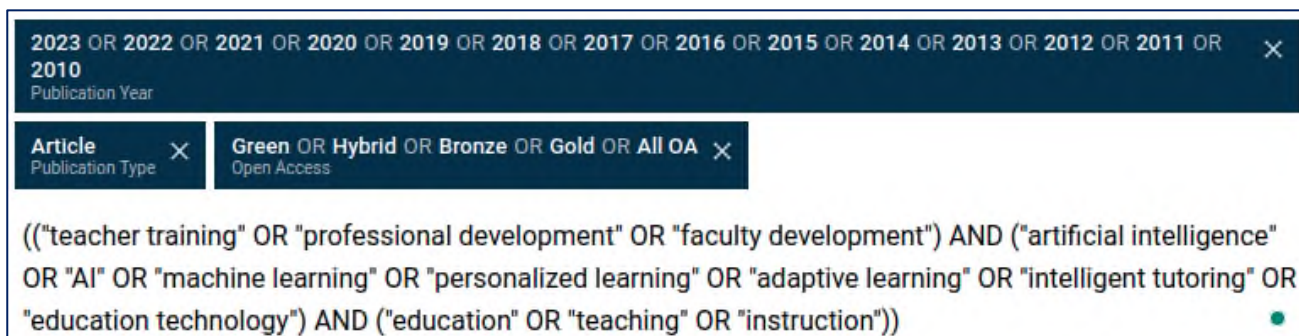 2023 OR 2022 OR 2021 OR 2020 OR 2019 OR 2018 OR 2017 OR 2016 OR 2015 OR 2014 OR 2013 OR 2012 OR 2011 OR
2010
Publication Year
Article
Publication Type
Green OR Hybrid OR Bronze OR Gold OR All OA
Open Access
(("teacher training" OR "professional development" OR "faculty development") AND ("artificial intelligence"
OR "AI" OR "machine learning" OR "personalized learning" OR "adaptive learning" OR "intelligent tutoring" OR
"education technology") AND ("education" OR "teaching" OR "instruction"))